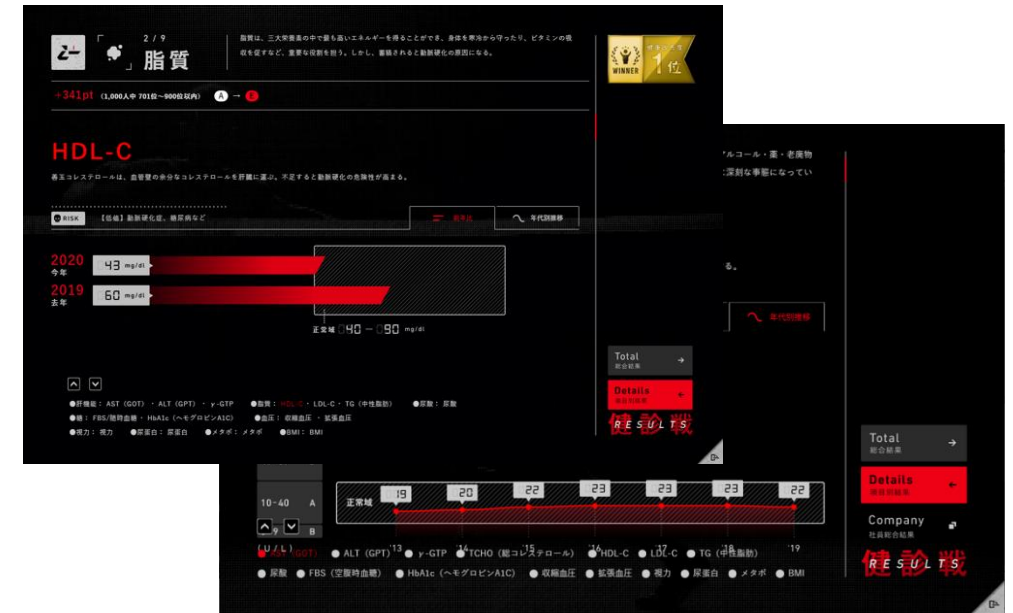 2/9
脂質
脂質は、三大栄養素の中で最も高いエネルギーを得ることができ、身体を寒冷から守ったり、ビタミンの吸
収を促すなど、重要な役割を担う。しかし、蓄積されると動脈硬化の原因になる。
WINNER
1位
+341pt (1,000人中 701位〜900位以内) A → E
HDL-C
善玉コレステロールは、血管壁の余分なコレステロールを肝臓に運ぶ。不足すると動脈硬化の危険性が高まる。
RISK 【低値】動脈硬化症、糖尿病など
前年比 年代別推移
2020
今年
43 mg/dl
2019
去年
60 mg/dl
正常域 40 — 90 mg/dl
Total
総合結果
Details
項目別結果
健診戦
RESULTS
●肝機能： AST (GOT) ・ ALT (GPT) ・ γ-GTP ●脂質： HDL-C ・ LDL-C ・ TG (中性脂肪) ●尿酸： 尿酸
●糖： FBS/随時血糖 ・ HbA1c (ヘモグロビンA1C) ●血圧： 収縮血圧 ・ 拡張血圧
●視力： 視力 ●尿蛋白： 尿蛋白 ●メタボ： メタボ ●BMI： BMI
アルコール・薬・老廃物
深刻な事態になってい
る。
年代別推移
10-40 A
正常域
19 20 22 23 23 23 22
9 B
(U/L)
'13 '14 '15 '16 '17 '18 '19
AST (GOT) ● ALT (GPT) ● γ-GTP ● TCHO (総コレステロール) ● HDL-C ● LDL-C ● TG (中性脂肪)
● 尿酸 ● FBS (空腹時血糖) ● HbA1c (ヘモグロビンA1C) ● 収縮血圧 ● 拡張血圧 ● 視力 ● 尿蛋白 ● メタボ ● BMI
Total
総合結果
Details
項目別結果
Company
社員総合結果
健診戦
RESULTS